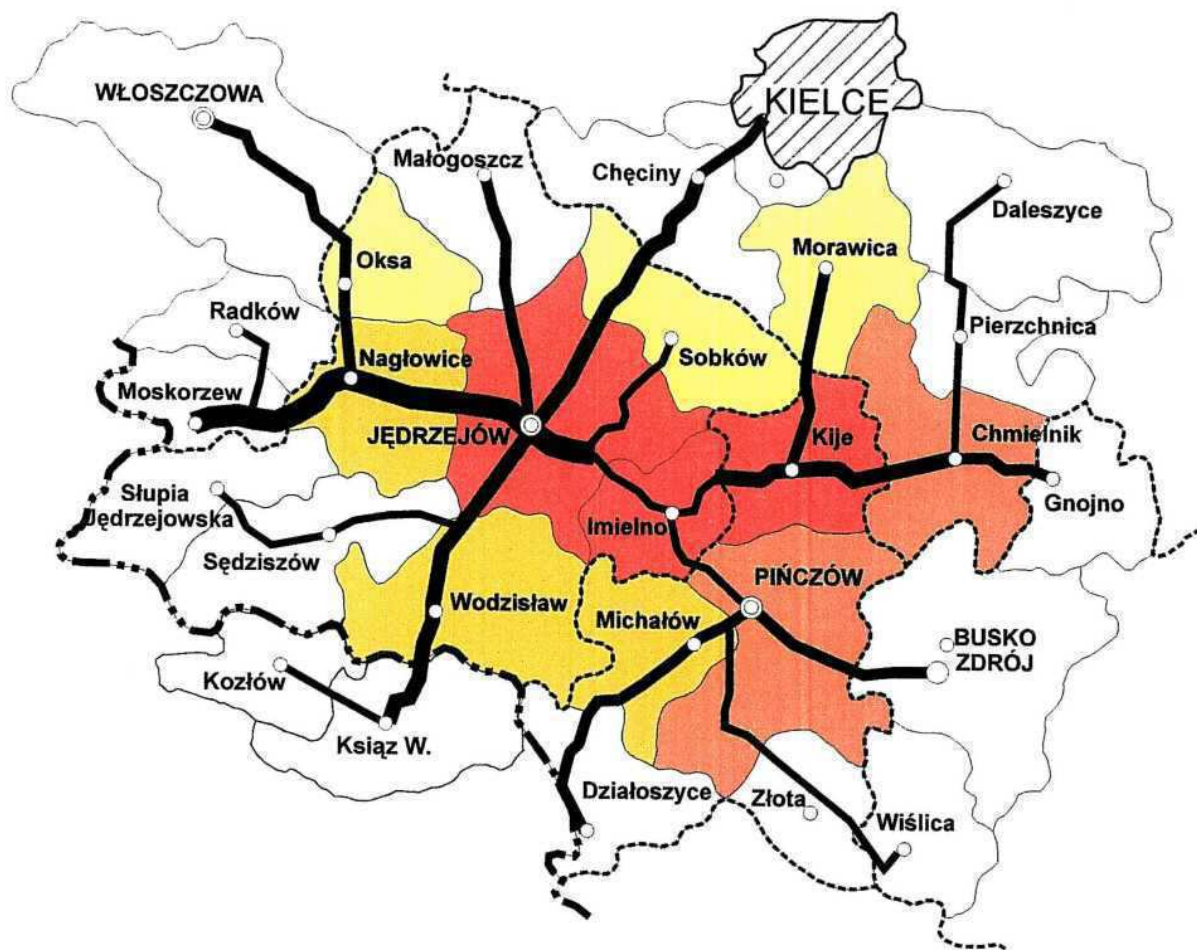 WŁOSZCZOWA
KIELCE
Małogoszcz
Chęciny
Daleszyce
Morawica
Oksa
Radków
Pierzchnica
Sobków
Nagłowice
Moskorzew
JĘDRZEJÓW
Kije
Chmielnik
Słupia
Jędrzejowska
Gnojno
Imielno
Sędziszów
PIŃCZÓW
Wodzisław
Michałów
BUSKO
ZDRÓJ
Kozłów
Książ W.
Działoszyce
Złota
Wiślica